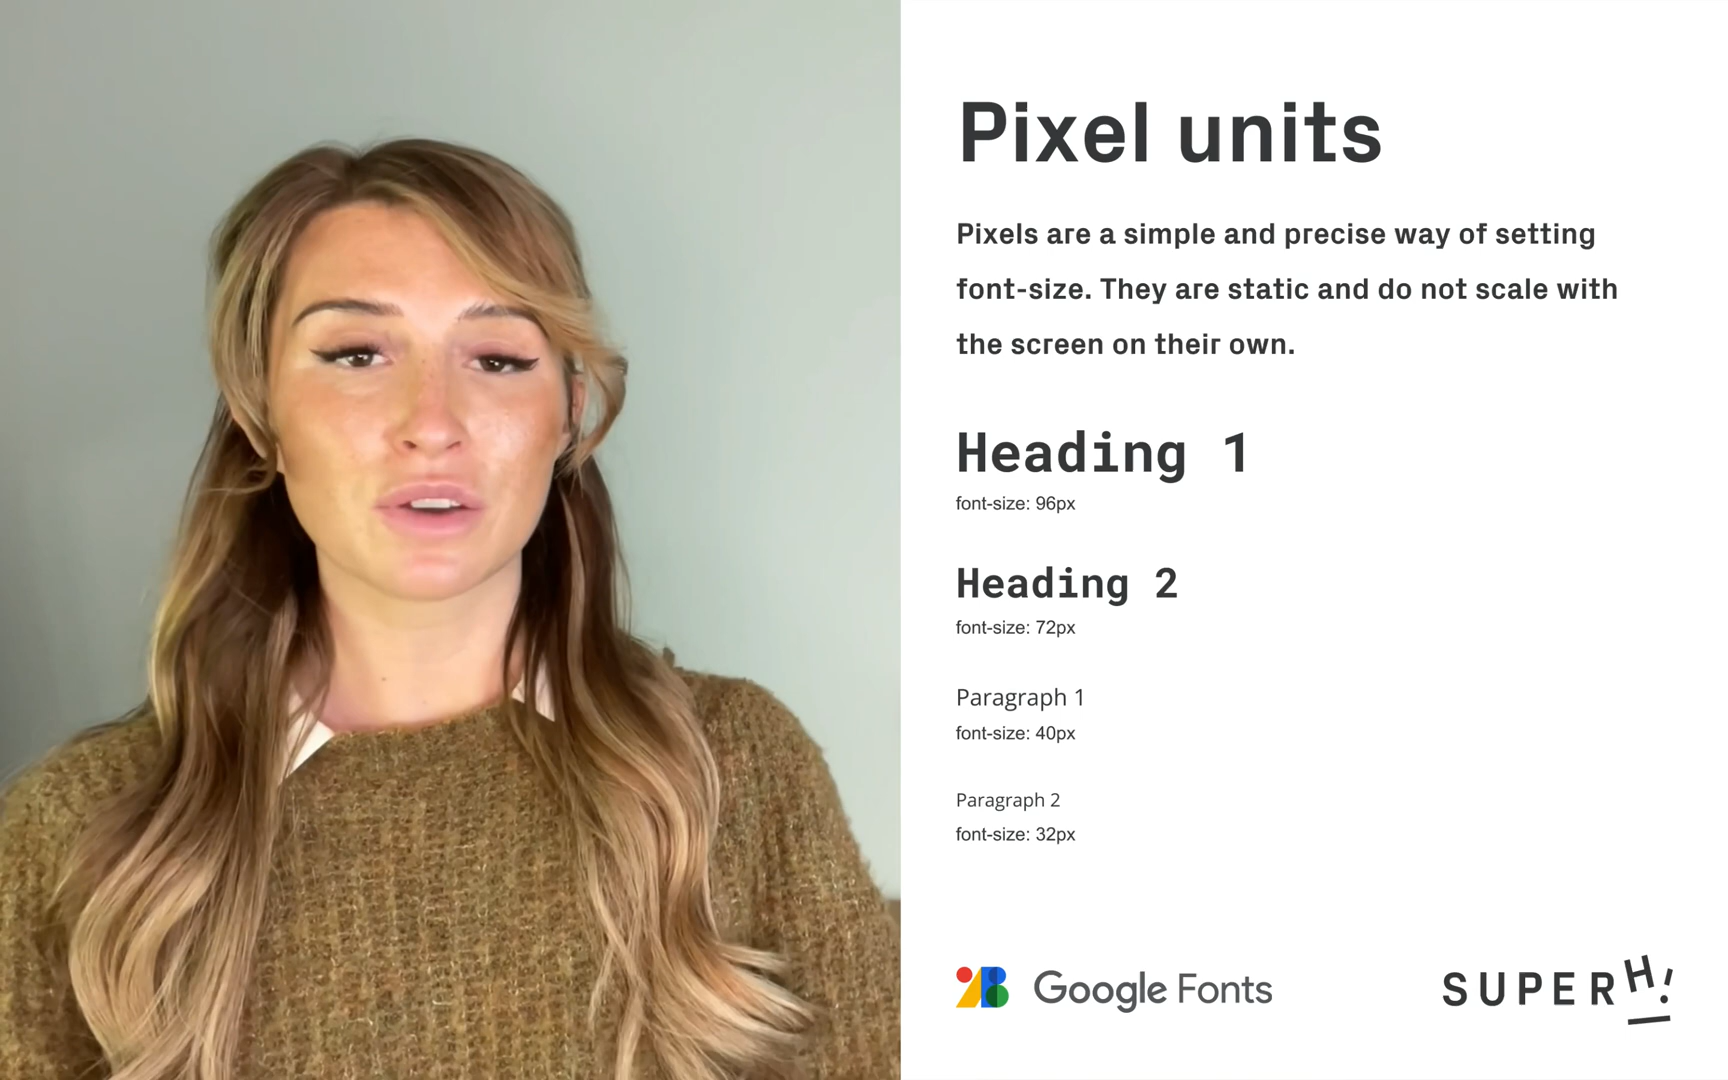 Pixel units
Pixels are a simple and precise way of setting
font-size. They are static and do not scale with
the screen on their own.
Heading 1
font-size: 96px
Heading 2
font-size: 72px
Paragraph 1
font-size: 40px
Paragraph 2
font-size: 32px
Google Fonts
SUPERH!